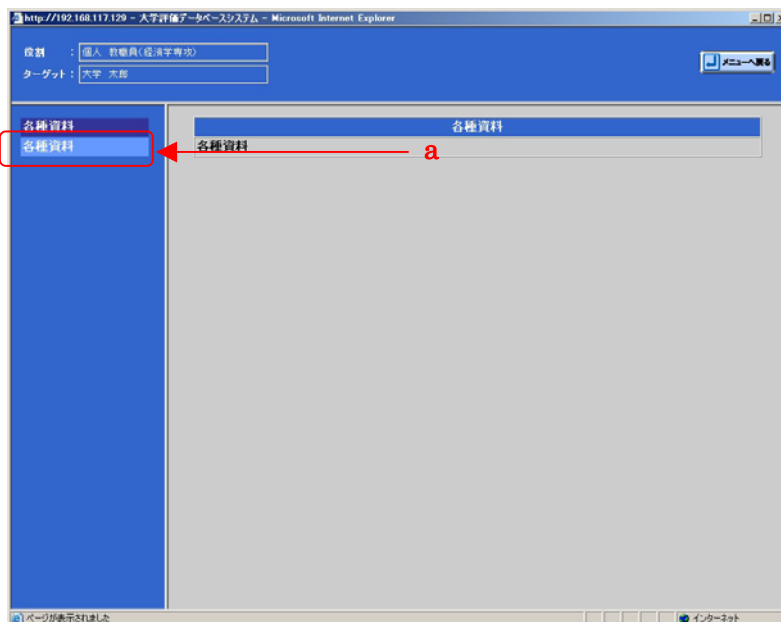 http://192.168.117.129 - 大学評価データベースシステム - Microsoft Internet Explorer
役割 : 個人 教職員(経済学専攻)
ターゲット : 大学 太郎
メニューへ戻る
各種資料
各種資料
各種資料
各種資料
a
ページが表示されました
インターネット